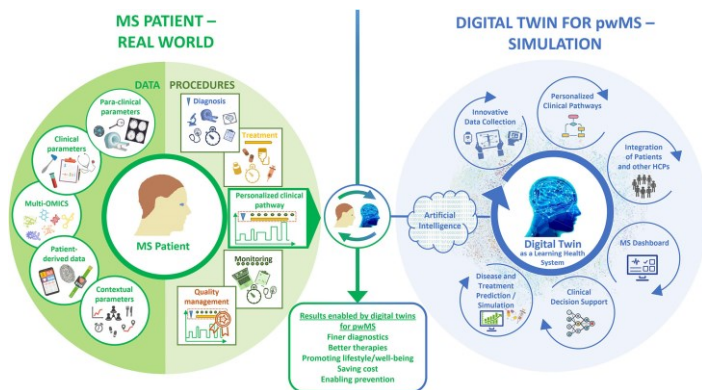 MS PATIENT –
REAL WORLD
DATA
PROCEDURES
Para-clinical
parameters
Clinical
parameters
Multi-OMICS
Patient-
derived data
Contextual
parameters
MS Patient
Diagnosis
Treatment
Personalized clinical
pathway
Monitoring
Quality
management
Results enabled by digital twins
for pwMS
Finer diagnostics
Better therapies
Promoting lifestyle/well-being
Saving cost
Enabling prevention
DIGITAL TWIN FOR pwMS –
SIMULATION
Artificial
Intelligence
Innovative
Data Collection
Personalized
Clinical Pathways
Integration
of Patients
and other HCPs
MS Dashboard
Clinical
Decision Support
Disease and
Treatment
Prediction /
Simulation
Digital Twin
as a Learning Health
System